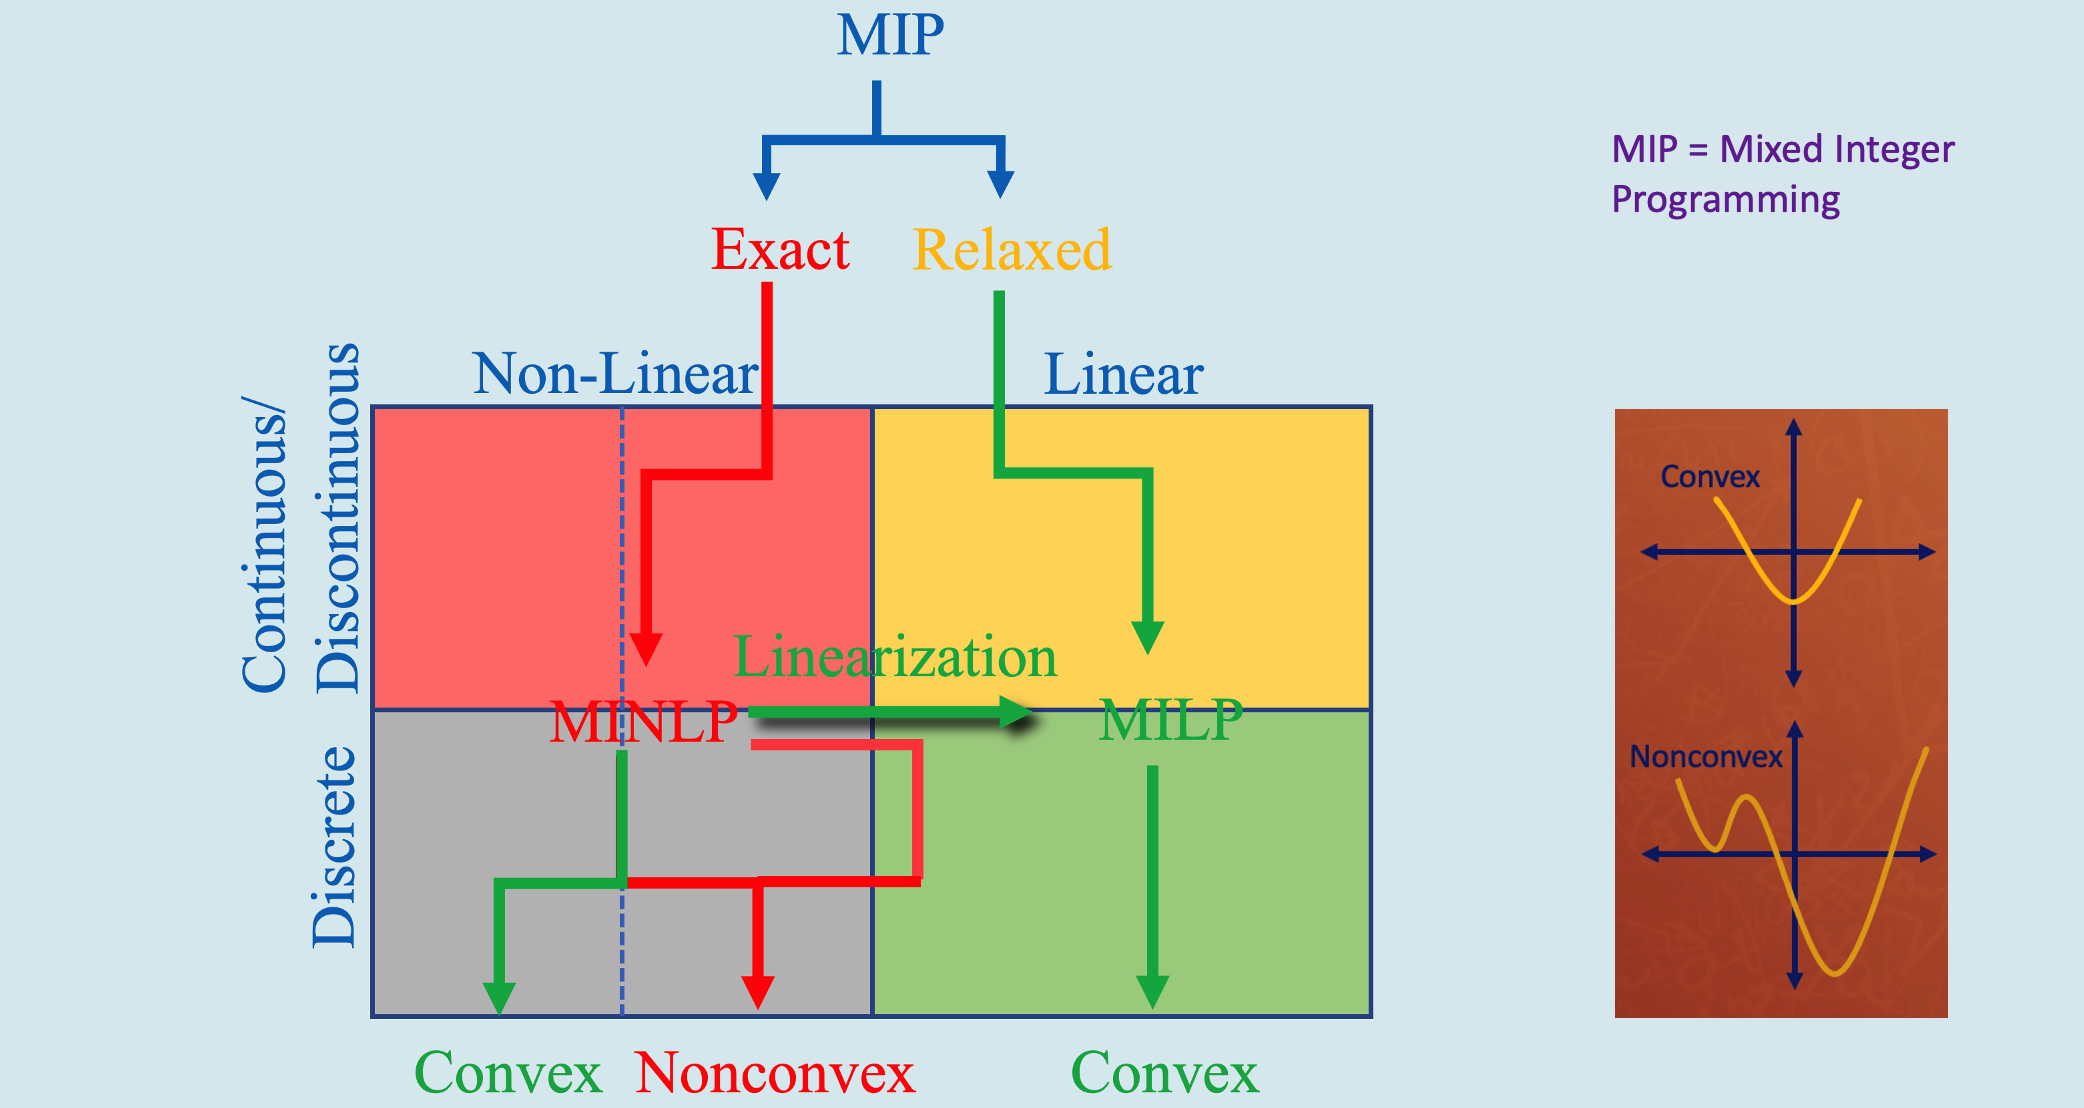 MIP
MIP = Mixed Integer
Programming
Exact
Relaxed
Non-Linear
Linear
Continuous/
Discontinuous
Convex
Linearization
MINLP
MILP
Nonconvex
Discrete
Convex
Nonconvex
Convex